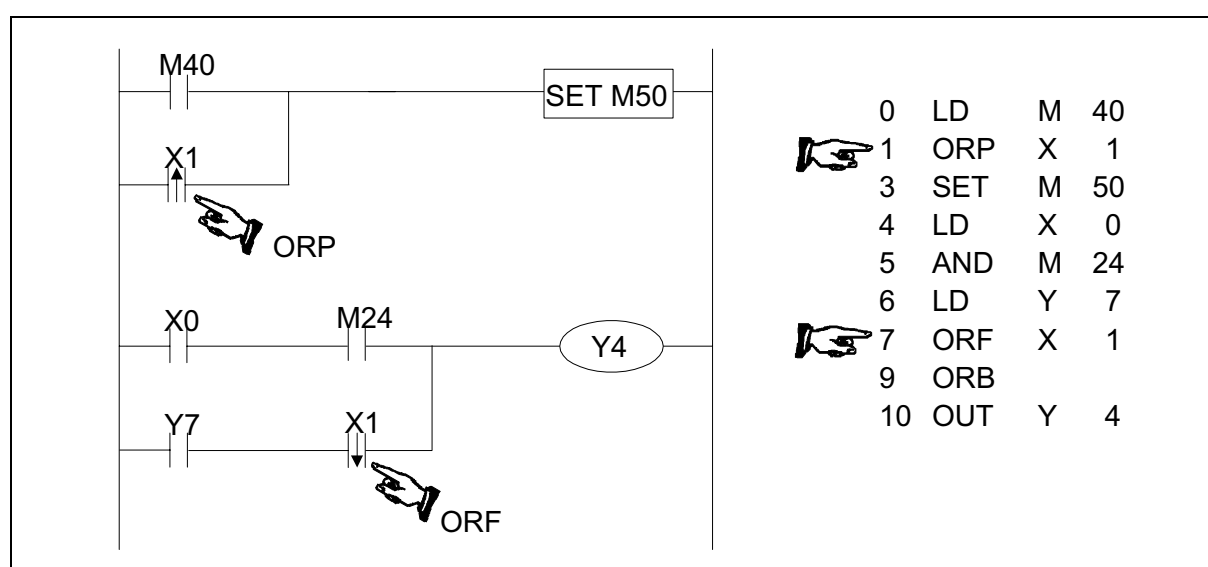 M40
SET M50
X1
ORP
X0 M24
Y4
Y7 X1
ORF
0 LD M 40
1 ORP X 1
3 SET M 50
4 LD X 0
5 AND M 24
6 LD Y 7
7 ORF X 1
9 ORB
10 OUT Y 4